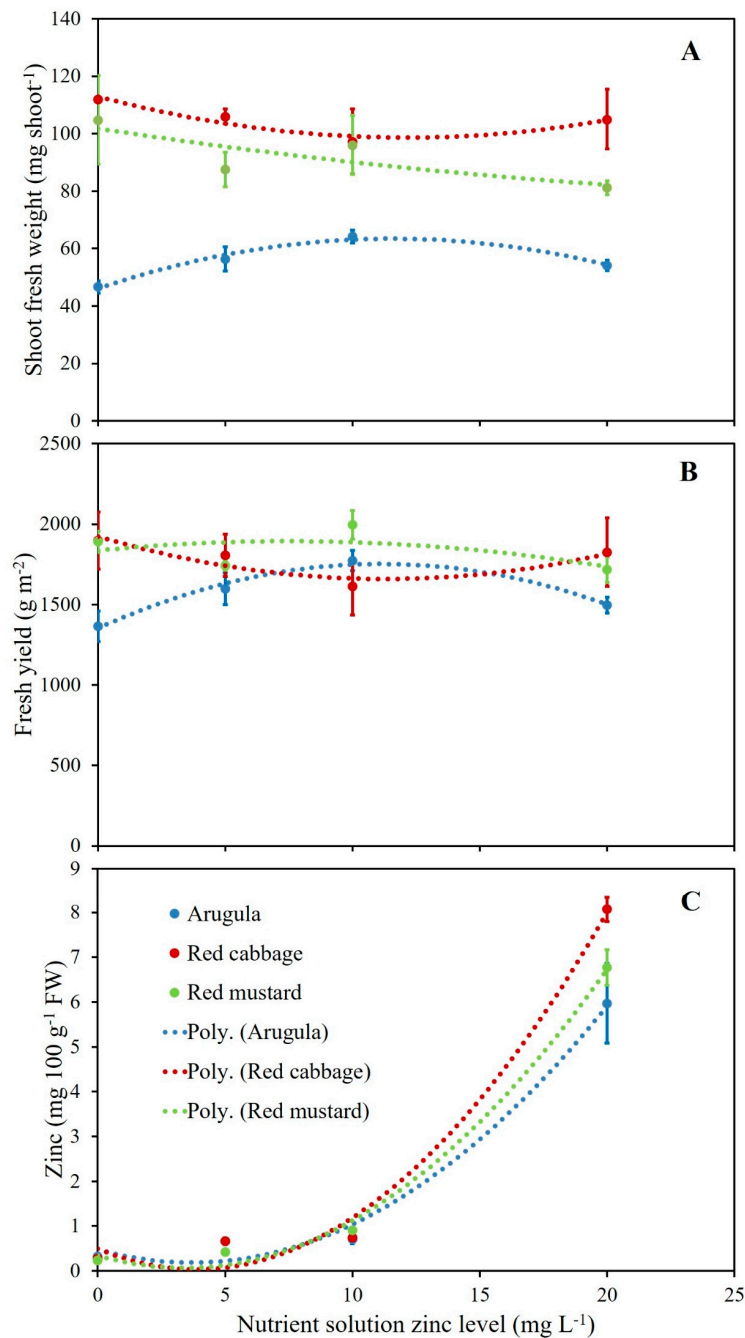 A
140
120
100
80
60
40
20
0
Shoot fresh weight (mg shoot⁻¹)
B
2500
2000
1500
1000
500
0
Fresh yield (g m⁻²)
C
9
8
7
6
5
4
3
2
1
0
Zinc (mg 100 g⁻¹ FW)
Arugula
Red cabbage
Red mustard
Poly. (Arugula)
Poly. (Red cabbage)
Poly. (Red mustard)
0 5 10 15 20 25
Nutrient solution zinc level (mg L⁻¹)